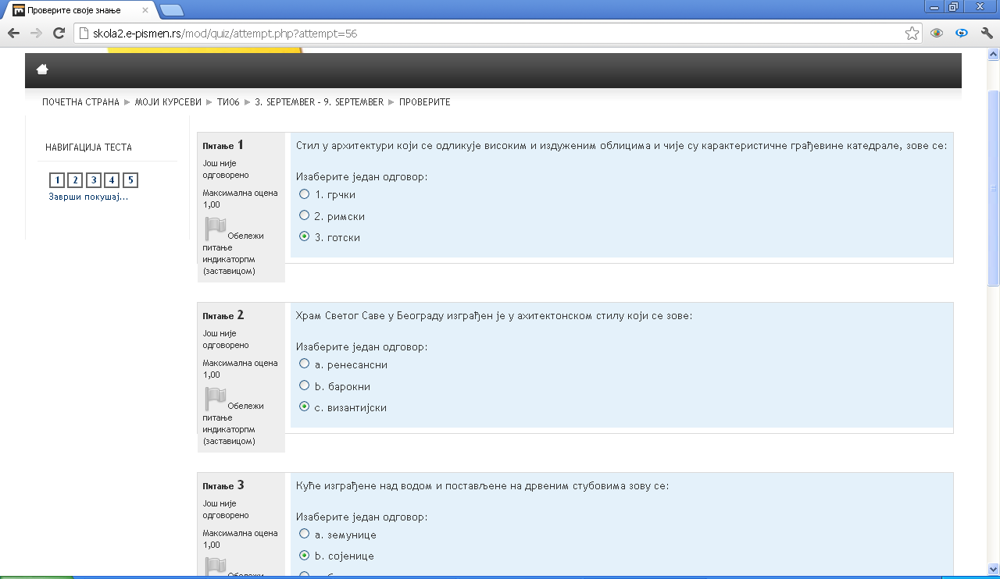 Проверите своје знање
skola2.e-pismen.rs/mod/quiz/attempt.php?attempt=56
ПОЧЕТНА СТРАНА ▶ МОЈИ КУРСЕВИ ▶ ТИО6 ▶ 3. SEPTEMBER - 9. SEPTEMBER ▶ ПРОВЕРИТЕ
НАВИГАЦИЈА ТЕСТА
1 2 3 4 5
Заврши покушај...
Питање 1
Још није
одговорено
Максимална оцена
1,00
Обележи
питање
индикаторпм
(заставицом)
Стил у архитектури који се одликује високим и издуженим облицима и чије су карактеристичне грађевине катедрале, зове се:
Изаберите један одговор:
1. грчки
2. римски
3. готски
Питање 2
Још није
одговорено
Максимална оцена
1,00
Обележи
питање
индикаторпм
(заставицом)
Храм Светог Саве у Београду изграђен је у ахитектонском стилу који се зове:
Изаберите један одговор:
a. ренесансни
b. барокни
c. византијски
Питање 3
Још није
одговорено
Максимална оцена
1,00
Обележи
Куће изграђене над водом и постављене на дрвеним стубовима зову се:
Изаберите један одговор:
a. земунице
b. сојенице